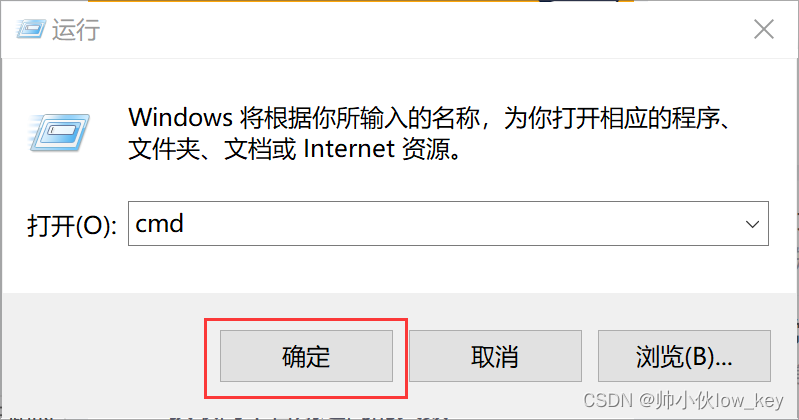 运行
Windows 将根据你所输入的名称，为你打开相应的程序、
文件夹、文档或 Internet 资源。
打开(O):
cmd
确定
取消
浏览(B)...
CSDN @帅小伙low_key